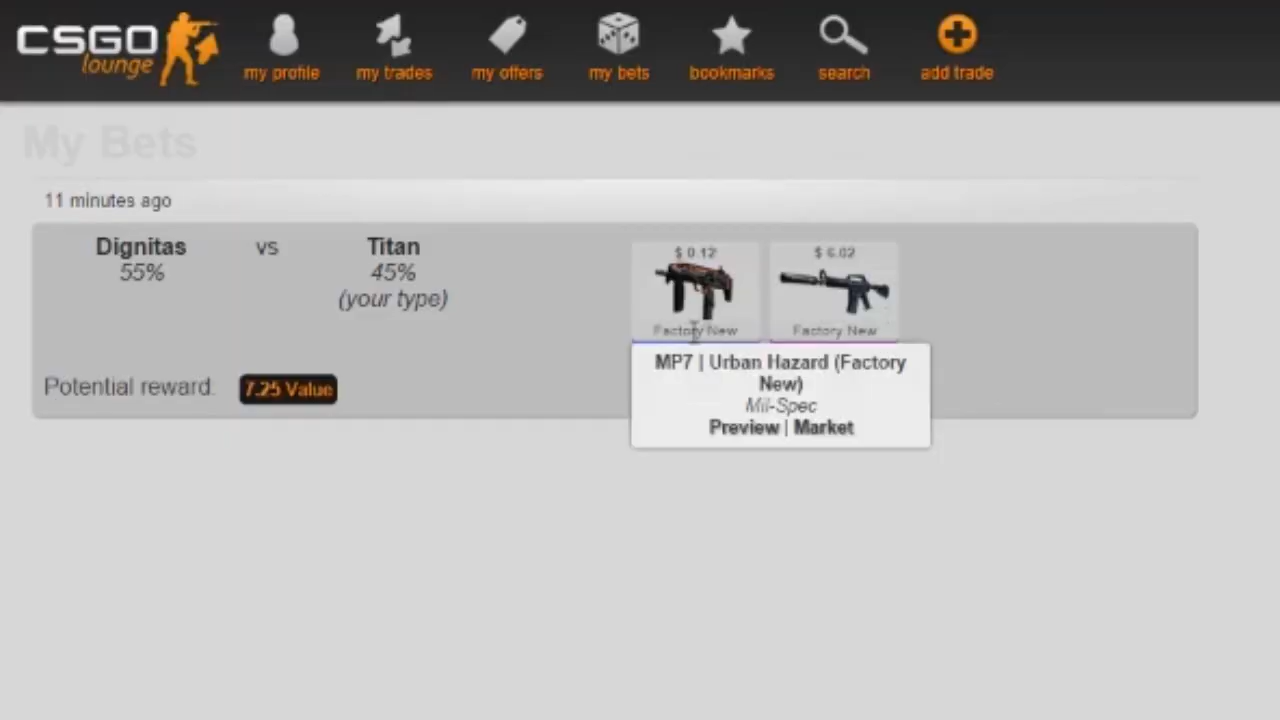 CSGO
lounge
my profile
my trades
my offers
my bets
bookmarks
search
add trade
My Bets
11 minutes ago
Dignitas
vs
Titan
55%
45%
(your type)
$ 0.12
$ 6.02
Factory New
Factory New
MP7 | Urban Hazard (Factory
New)
Mil-Spec
Preview | Market
Potential reward:
7.25 Value